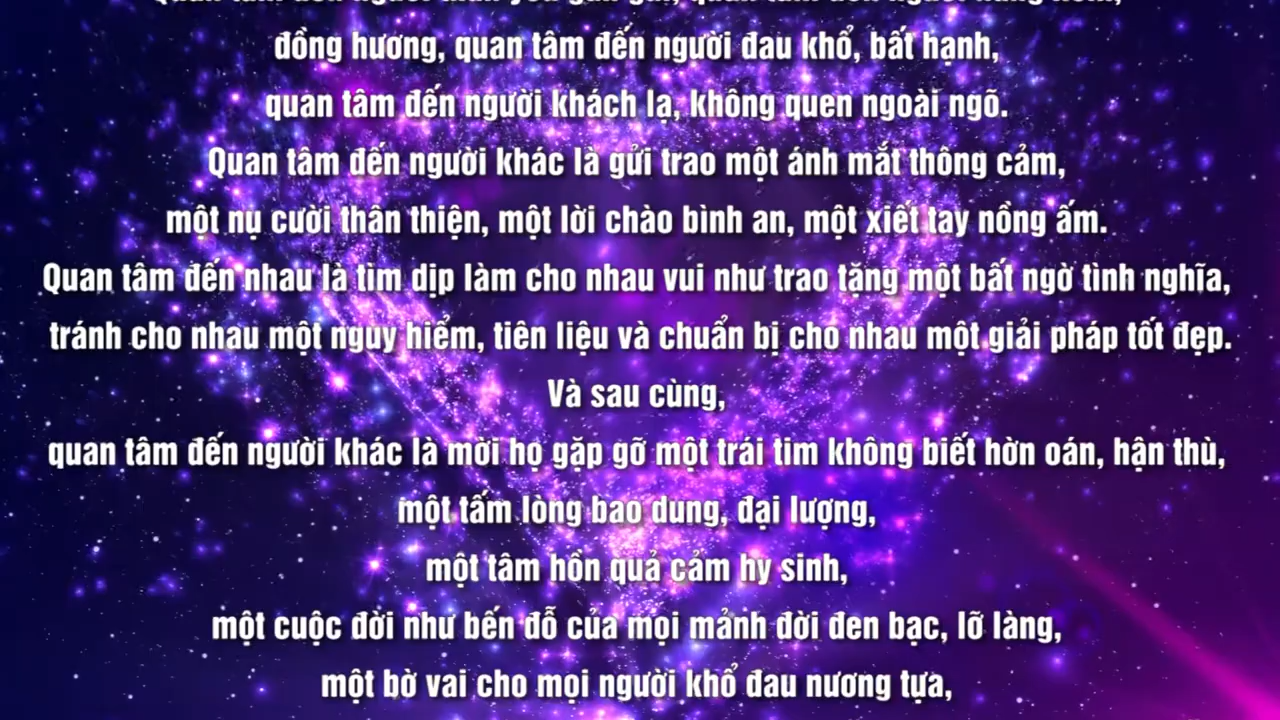 Quan tâm đến người thân yêu gần gũi, quan tâm đến người hàng xóm,
đồng hương, quan tâm đến người đau khổ, bất hạnh,
quan tâm đến người khách lạ, không quen ngoài ngõ.
Quan tâm đến người khác là gửi trao một ánh mắt thông cảm,
một nụ cười thân thiện, một lời chào bình an, một xiết tay nồng ấm.
Quan tâm đến nhau là tìm dịp làm cho nhau vui như trao tặng một bất ngờ tình nghĩa,
tránh cho nhau một nguy hiểm, tiên liệu và chuẩn bị cho nhau một giải pháp tốt đẹp.
Và sau cùng,
quan tâm đến người khác là mời họ gặp gỡ một trái tim không biết hờn oán, hận thù,
một tấm lòng bao dung, đại lượng,
một tâm hồn quả cảm hy sinh,
một cuộc đời như bến đỗ của mọi mảnh đời đen bạc, lỡ làng,
một bờ vai cho mọi người khổ đau nương tựa,